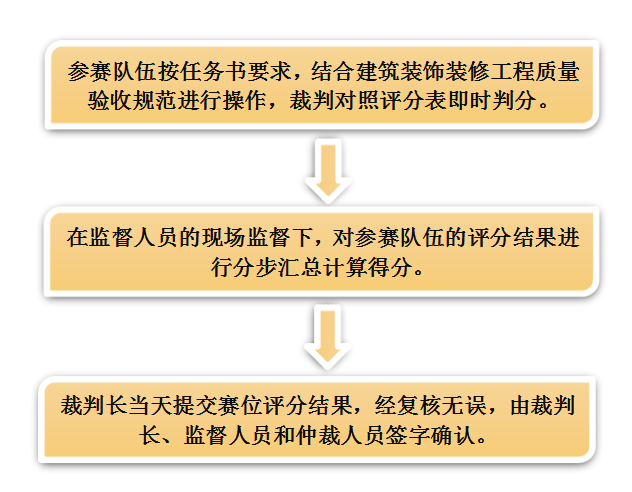 参赛队伍按任务书要求，结合建筑装饰装修工程质量
验收规范进行操作，裁判对照评分表即时判分。
在监督人员的现场监督下，对参赛队伍的评分结果进
行分步汇总计算得分。
裁判长当天提交赛位评分结果，经复核无误，由裁判
长、监督人员和仲裁人员签字确认。